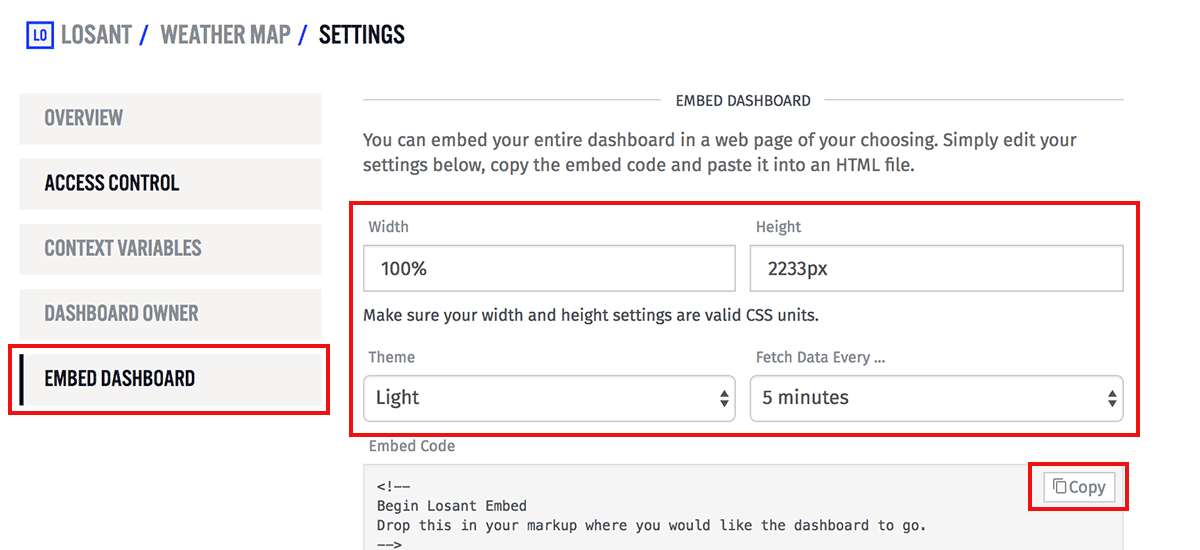 LO LOSANT / WEATHER MAP / SETTINGS
OVERVIEW
ACCESS CONTROL
CONTEXT VARIABLES
DASHBOARD OWNER
EMBED DASHBOARD
EMBED DASHBOARD
You can embed your entire dashboard in a web page of your choosing. Simply edit your
settings below, copy the embed code and paste it into an HTML file.
Width Height
100% 2233px
Make sure your width and height settings are valid CSS units.
Theme Fetch Data Every ...
Light 5 minutes
Embed Code
Copy
<!--
Begin Losant Embed
Drop this in your markup where you would like the dashboard to go.
-->